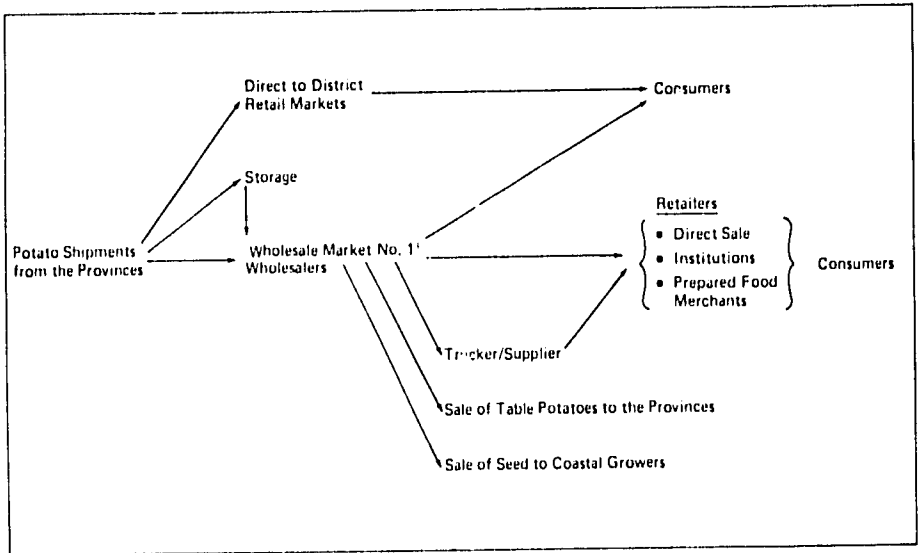 Direct to District
Retail Markets
Consumers
Storage
Potato Shipments
from the Provinces
Wholesale Market No. 1
Wholesalers
Retailers
• Direct Sale
• Institutions
• Prepared Food
Merchants
Consumers
Trucker/Supplier
Sale of Table Potatoes to the Provinces
Sale of Seed to Coastal Growers